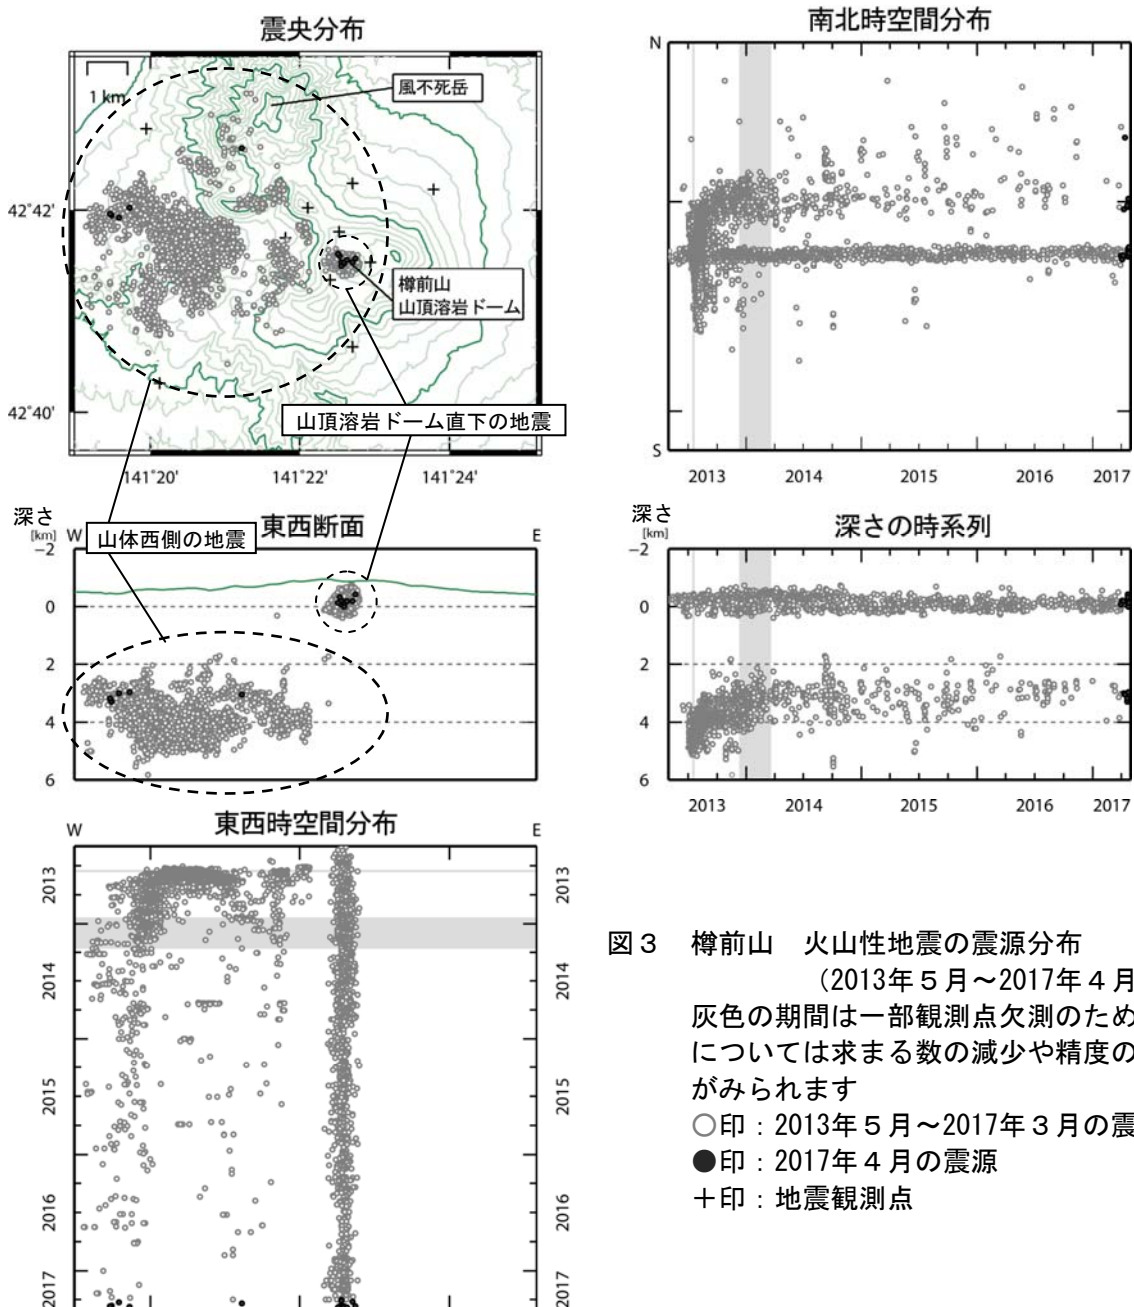 震央分布
1 km
風不死岳
42°42'
樽前山
山頂溶岩ドーム
42°40'
141°20'
141°22'
141°24'
山頂溶岩ドーム直下の地震
山体西側の地震
南北時空間分布
N
S
2013
2014
2015
2016
2017
東西断面
深さ
[km]
W
E
-2
0
2
4
6
深さの時系列
深さ
[km]
-2
0
2
4
6
2013
2014
2015
2016
2017
東西時空間分布
W
E
2013
2014
2015
2016
2017
2013
2014
2015
2016
2017
図3 樽前山 火山性地震の震源分布
(2013年5月~2017年4月
灰色の期間は一部観測点欠測のため
については求まる数の減少や精度の
がみられます
○印:2013年5月~2017年3月の震
●印:2017年4月の震源
+印:地震観測点